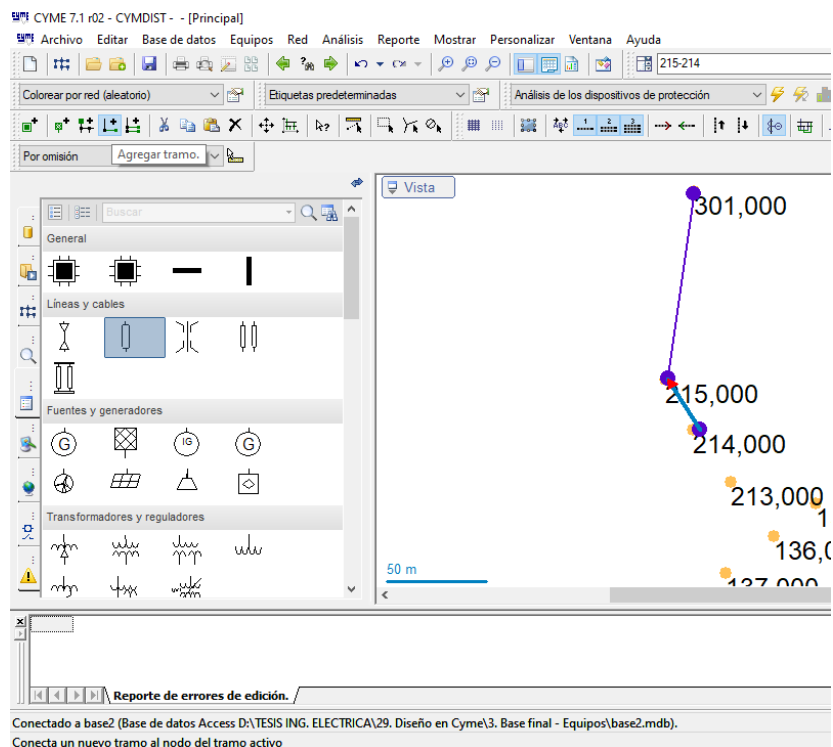 CYME 7.1 r02 - CYMDIST - - [Principal]
Archivo Editar Base de datos Equipos Red Análisis Reporte Mostrar Personalizar Ventana Ayuda
215-214
Colorear por red (aleatorio)
Etiquetas predeterminadas
Análisis de los dispositivos de protección
Por omisión
Agregar tramo.
Vista
Buscar
General
Líneas y cables
Fuentes y generadores
G
IG
G
Transformadores y reguladores
301,000
215,000
214,000
213,000
1
136,0
137,000
50 m
Reporte de errores de edición.
Conectado a base2 (Base de datos Access D:\TESIS ING. ELECTRICA\29. Diseño en Cyme\3. Base final - Equipos\base2.mdb).
Conecta un nuevo tramo al nodo del tramo activo